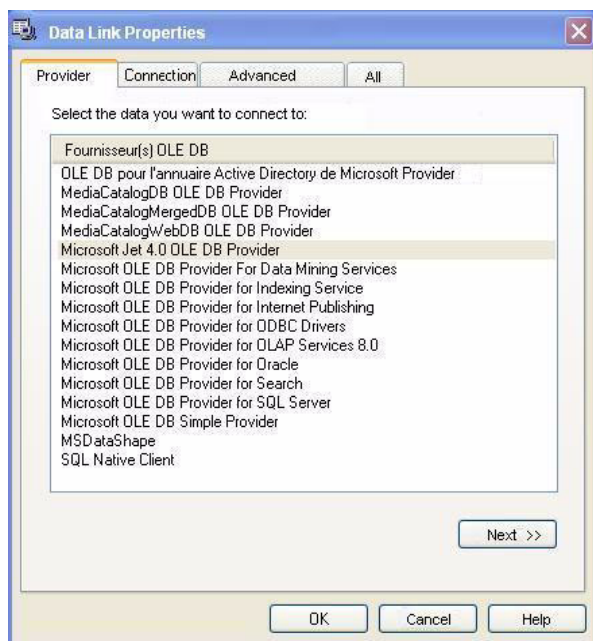 Data Link Properties
Provider Connection Advanced All
Select the data you want to connect to:
Fournisseur(s) OLE DB
OLE DB pour l'annuaire Active Directory de Microsoft Provider
MediaCatalogDB OLE DB Provider
MediaCatalogMergedDB OLE DB Provider
MediaCatalogWebDB OLE DB Provider
Microsoft Jet 4.0 OLE DB Provider
Microsoft OLE DB Provider For Data Mining Services
Microsoft OLE DB Provider for Indexing Service
Microsoft OLE DB Provider for Internet Publishing
Microsoft OLE DB Provider for ODBC Drivers
Microsoft OLE DB Provider for OLAP Services 8.0
Microsoft OLE DB Provider for Oracle
Microsoft OLE DB Provider for Search
Microsoft OLE DB Provider for SQL Server
Microsoft OLE DB Simple Provider
MSDataShape
SQL Native Client
Next >>
OK Cancel Help